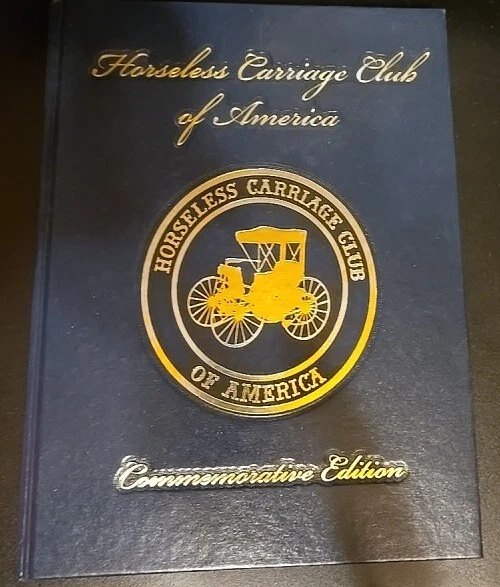 Horseless Carriage Club
of America
HORSELESS CARRIAGE CLUB
OF AMERICA
Commemorative Edition